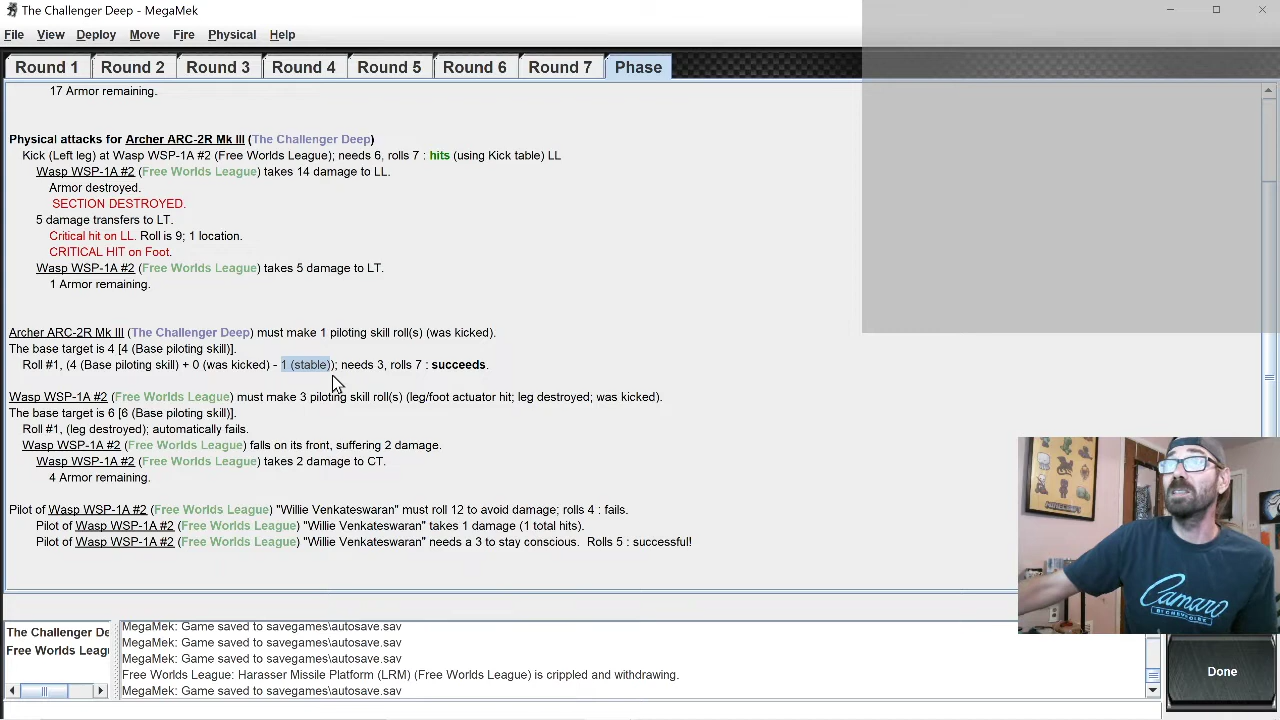 The Challenger Deep - MegaMek
File View Deploy Move Fire Physical Help
Round 1 Round 2 Round 3 Round 4 Round 5 Round 6 Round 7 Phase
17 Armor remaining.
Physical attacks for Archer ARC-2R Mk III (The Challenger Deep)
Kick (Left leg) at Wasp WSP-1A #2 (Free Worlds League); needs 6, rolls 7 : hits (using Kick table) LL
Wasp WSP-1A #2 (Free Worlds League) takes 14 damage to LL.
Armor destroyed.
SECTION DESTROYED.
5 damage transfers to LT.
Critical hit on LL. Roll is 9; 1 location.
CRITICAL HIT on Foot.
Wasp WSP-1A #2 (Free Worlds League) takes 5 damage to LT.
1 Armor remaining.
Archer ARC-2R Mk III (The Challenger Deep) must make 1 piloting skill roll(s) (was kicked).
The base target is 4 [4 (Base piloting skill)].
Roll #1, (4 (Base piloting skill) + 0 (was kicked) - 1 (stable)); needs 3, rolls 7 : succeeds.
Wasp WSP-1A #2 (Free Worlds League) must make 3 piloting skill roll(s) (leg/foot actuator hit; leg destroyed; was kicked).
The base target is 6 [6 (Base piloting skill)].
Roll #1, (leg destroyed); automatically fails.
Wasp WSP-1A #2 (Free Worlds League) falls on its front, suffering 2 damage.
Wasp WSP-1A #2 (Free Worlds League) takes 2 damage to CT.
4 Armor remaining.
Pilot of Wasp WSP-1A #2 (Free Worlds League) "Willie Venkateswaran" must roll 12 to avoid damage; rolls 4 : fails.
Pilot of Wasp WSP-1A #2 (Free Worlds League) "Willie Venkateswaran" takes 1 damage (1 total hits).
Pilot of Wasp WSP-1A #2 (Free Worlds League) "Willie Venkateswaran" needs a 3 to stay conscious. Rolls 5 : successful!
The Challenger De
Free Worlds Leag
MegaMek: Game saved to savegames\autosave.sav
MegaMek: Game saved to savegames\autosave.sav
MegaMek: Game saved to savegames\autosave.sav
Free Worlds League: Harasser Missile Platform (LRM) (Free Worlds League) is crippled and withdrawing.
MegaMek: Game saved to savegames\autosave.sav
Camaro
Done